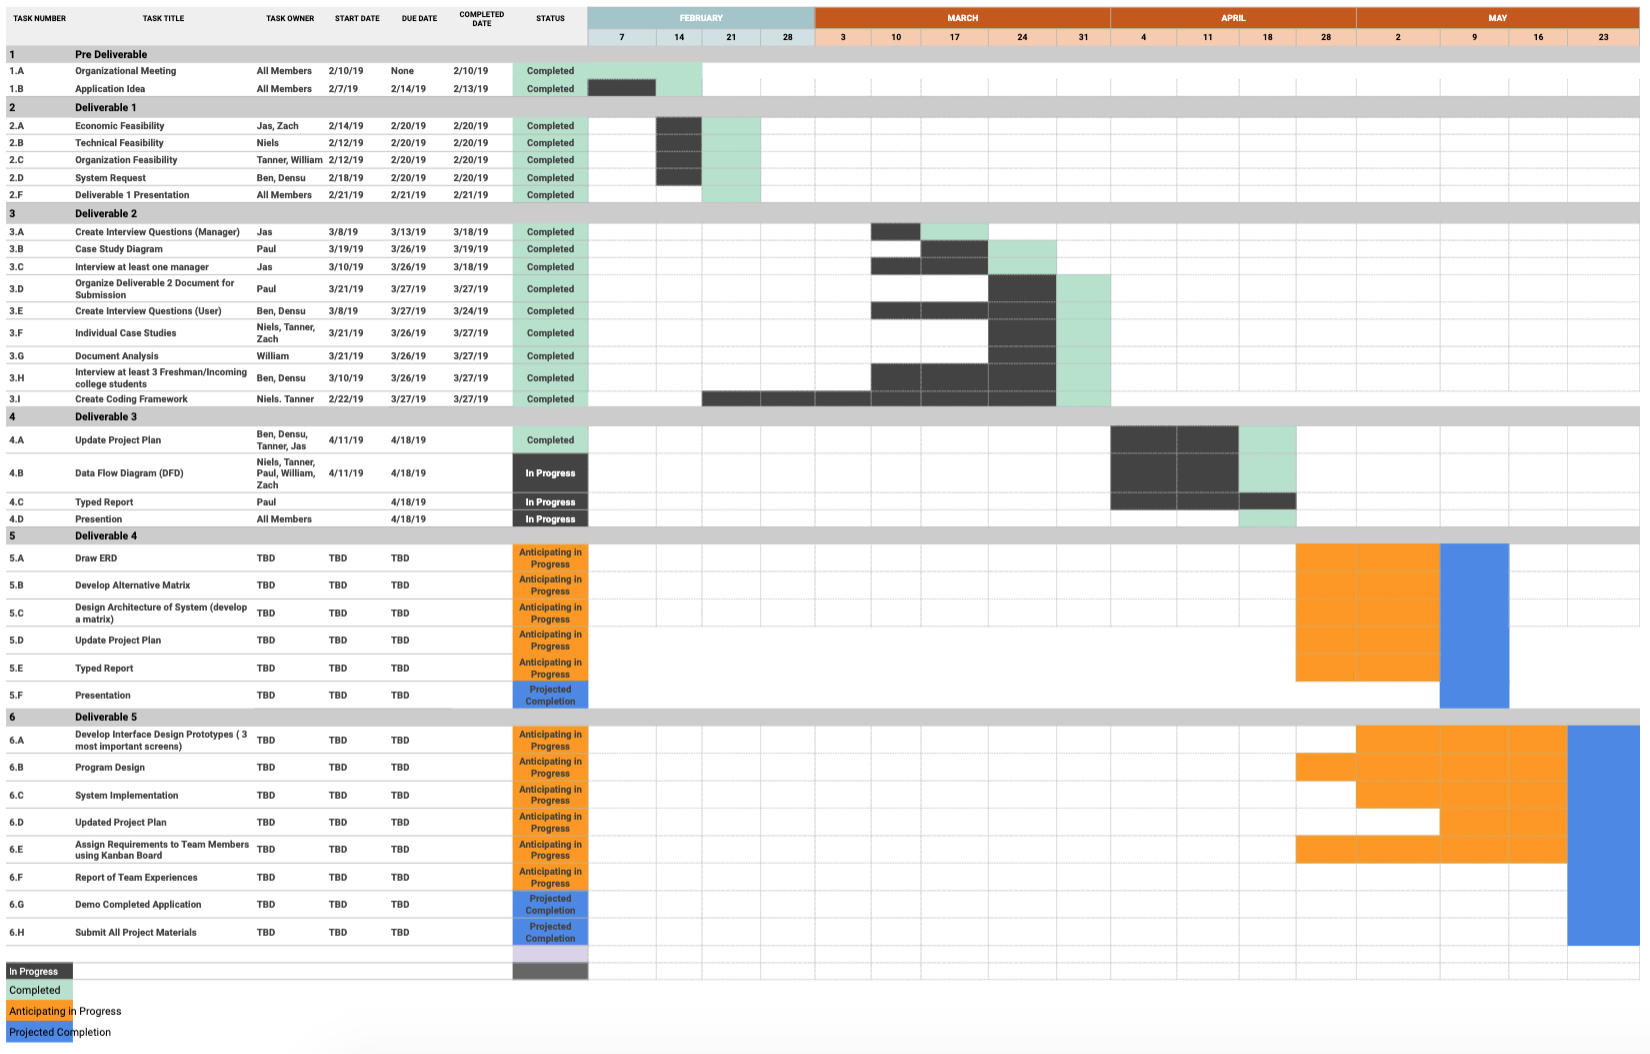 TASK NUMBER TASK TITLE TASK OWNER START DATE DUE DATE COMPLETED DATE STATUS FEBRUARY MARCH APRIL MAY
7 14 21 28 3 10 17 24 31 4 11 18 28 2 9 16 23
1 Pre Deliverable
1.A Organizational Meeting All Members 2/10/19 None 2/10/19 Completed
1.B Application Idea All Members 2/7/19 2/14/19 2/13/19 Completed
2 Deliverable 1
2.A Economic Feasibility Jas, Zach 2/14/19 2/20/19 2/20/19 Completed
2.B Technical Feasibility Niels 2/12/19 2/20/19 2/20/19 Completed
2.C Organization Feasibility Tanner, William 2/12/19 2/20/19 2/20/19 Completed
2.D System Request Ben, Densu 2/18/19 2/20/19 2/20/19 Completed
2.F Deliverable 1 Presentation All Members 2/21/19 2/21/19 2/21/19 Completed
3 Deliverable 2
3.A Create Interview Questions (Manager) Jas 3/8/19 3/13/19 3/18/19 Completed
3.B Case Study Diagram Paul 3/19/19 3/26/19 3/19/19 Completed
3.C Interview at least one manager Jas 3/10/19 3/26/19 3/18/19 Completed
3.D Organize Deliverable 2 Document for Submission Paul 3/21/19 3/27/19 3/27/19 Completed
3.E Create Interview Questions (User) Ben, Densu 3/8/19 3/27/19 3/24/19 Completed
3.F Individual Case Studies Niels, Tanner, Zach 3/21/19 3/26/19 3/27/19 Completed
3.G Document Analysis William 3/21/19 3/26/19 3/27/19 Completed
3.H Interview at least 3 Freshman/Incoming college students Ben, Densu 3/10/19 3/26/19 3/27/19 Completed
3.I Create Coding Framework Niels. Tanner 2/22/19 3/27/19 3/27/19 Completed
4 Deliverable 3
4.A Update Project Plan Ben, Densu, Tanner, Jas 4/11/19 4/18/19 Completed
4.B Data Flow Diagram (DFD) Niels, Tanner, Paul, William, Zach 4/11/19 4/18/19 In Progress
4.C Typed Report Paul 4/18/19 In Progress
4.D Presention All Members 4/18/19 In Progress
5 Deliverable 4
5.A Draw ERD TBD TBD TBD Anticipating in Progress
5.B Develop Alternative Matrix TBD TBD TBD Anticipating in Progress
5.C Design Architecture of System (develop a matrix) TBD TBD TBD Anticipating in Progress
5.D Update Project Plan TBD TBD TBD Anticipating in Progress
5.E Typed Report TBD TBD TBD Anticipating in Progress
5.F Presentation TBD TBD TBD Projected Completion
6 Deliverable 5
6.A Develop Interface Design Prototypes ( 3 most important screens) TBD TBD TBD Anticipating in Progress
6.B Program Design TBD TBD TBD Anticipating in Progress
6.C System Implementation TBD TBD TBD Anticipating in Progress
6.D Updated Project Plan TBD TBD TBD Anticipating in Progress
6.E Assign Requirements to Team Members using Kanban Board TBD TBD TBD Anticipating in Progress
6.F Report of Team Experiences TBD TBD TBD Anticipating in Progress
6.G Demo Completed Application TBD TBD TBD Projected Completion
6.H Submit All Project Materials TBD TBD TBD Projected Completion
In Progress
Completed
Anticipating in Progress
Projected Completion